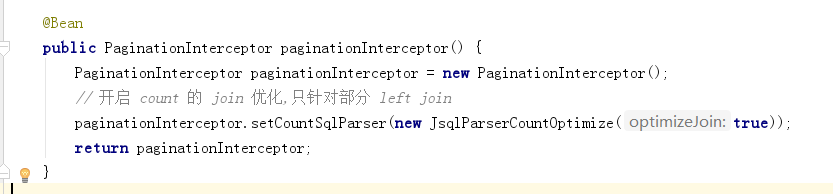 @Bean
public PaginationInterceptor paginationInterceptor() {
PaginationInterceptor paginationInterceptor = new PaginationInterceptor();
// 开启 count 的 join 优化,只针对部分 left join
paginationInterceptor.setCountSqlParser(new JsqlParserCountOptimize( optimizeJoin: true));
return paginationInterceptor;
}